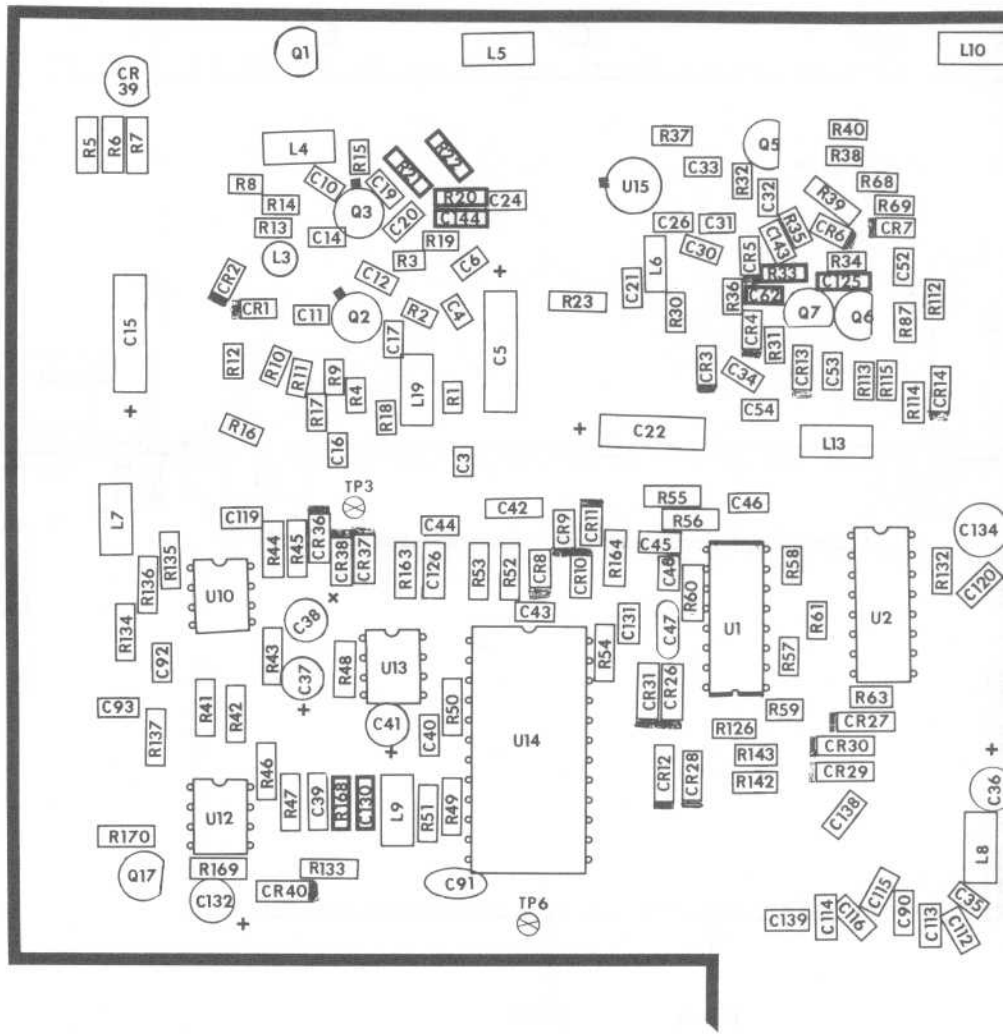 Q1
L5
L10
CR
39
R5
R6
R7
L4
R15
R21
R22
R37
Q5
R40
R38
C33
R32
R8
C10
C19
R20
C24
U15
C32
R39
R68
R14
Q3
C20
C144
R69
R13
C14
R19
C26
C31
C143
R35
CR6
CR7
L3
R3
C6
+
L6
C30
CR5
R34
C52
CR2
C12
R33
C125
CR1
C11
Q2
R2
C4
R23
C21
R30
R36
C62
Q7
Q6
R112
R87
C15
C17
C5
CR4
R31
R12
R10
R11
R9
R4
L19
R1
CR3
C34
CR13
C53
R113
R115
R114
CR14
+
R17
R18
C54
R16
C16
+
C22
L13
C3
TP3
L7
C119
C42
R55
C46
R44
R45
CR36
CR38
CR37
C44
CR9
CR11
R56
C134
R135
R136
U10
R163
C126
R53
R52
CR8
CR10
R164
C45
C48
R58
R132
C120
R134
x
C38
C43
R60
U1
R61
U2
C92
R43
C37
R48
U13
R54
C131
C47
R57
C93
R41
R42
+
C41
R50
CR31
CR26
R63
R137
+
C40
U14
R126
R59
CR27
R46
R143
CR30
+
U12
R47
C39
R168
C130
L9
R51
R49
CR12
CR28
R142
CR29
C36
C138
R170
L8
Q17
R169
R133
CR40
C91
C132
+
TP6
C139
C114
C116
C115
C90
C113
C35
C112